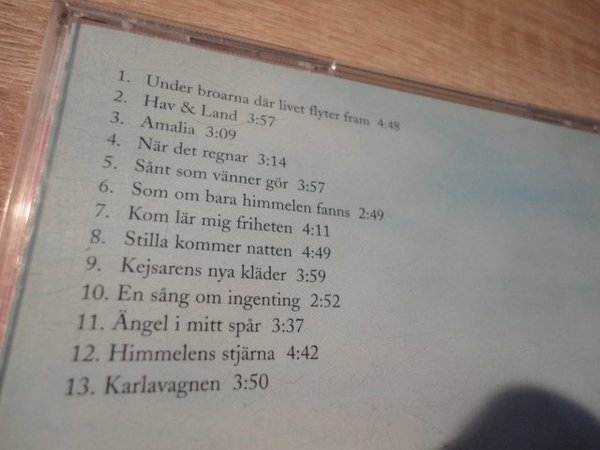 1. Under broarna där livet flyter fram 4:48
2. Hav & Land 3:57
3. Amalia 3:09
4. När det regnar 3:14
5. Sånt som vänner gör 3:57
6. Som om bara himmelen fanns 2:49
7. Kom lär mig friheten 4:11
8. Stilla kommer natten 4:49
9. Kejsarens nya kläder 3:59
10. En sång om ingenting 2:52
11. Ängel i mitt spår 3:37
12. Himmelens stjärna 4:42
13. Karlavagnen 3:50